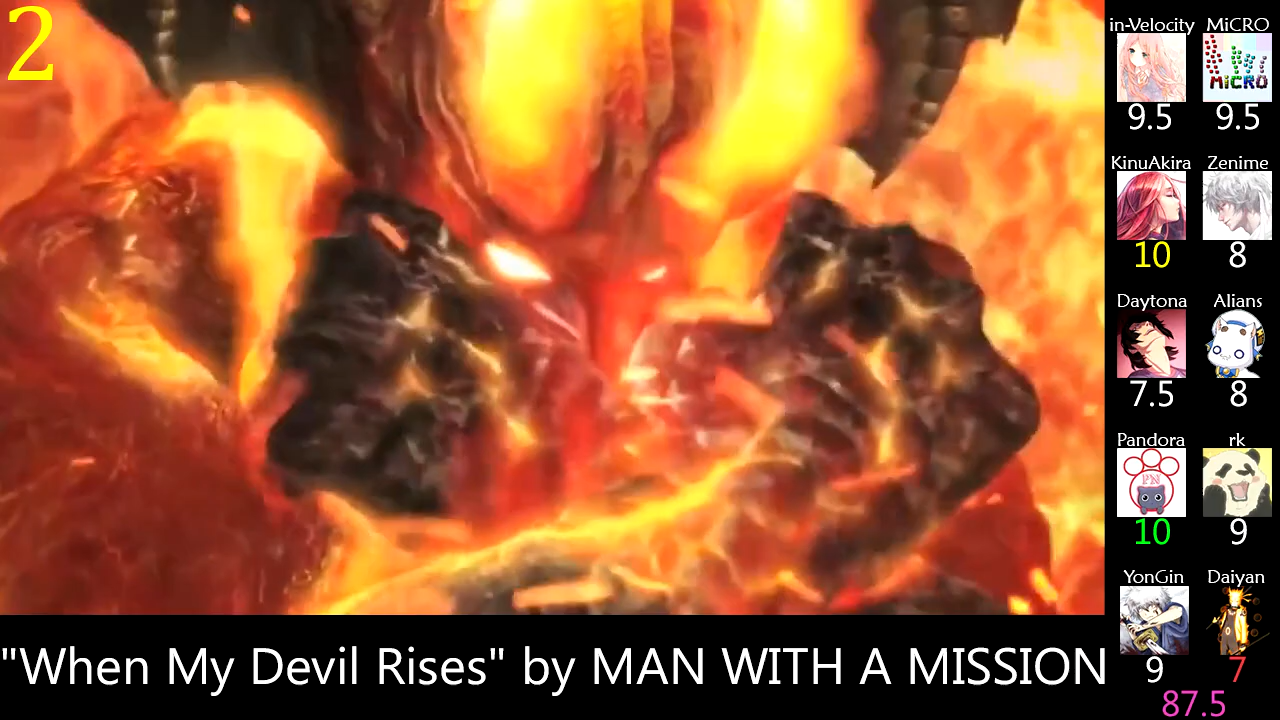 2
in-Velocity MiCRO
MiCRO
9.5 9.5
KinuAkira Zenime
10 8
Daytona Alians
7.5 8
Pandora rk
PN
10 9
YonGin Daiyan
9 7
"When My Devil Rises" by MAN WITH A MISSION
87.5